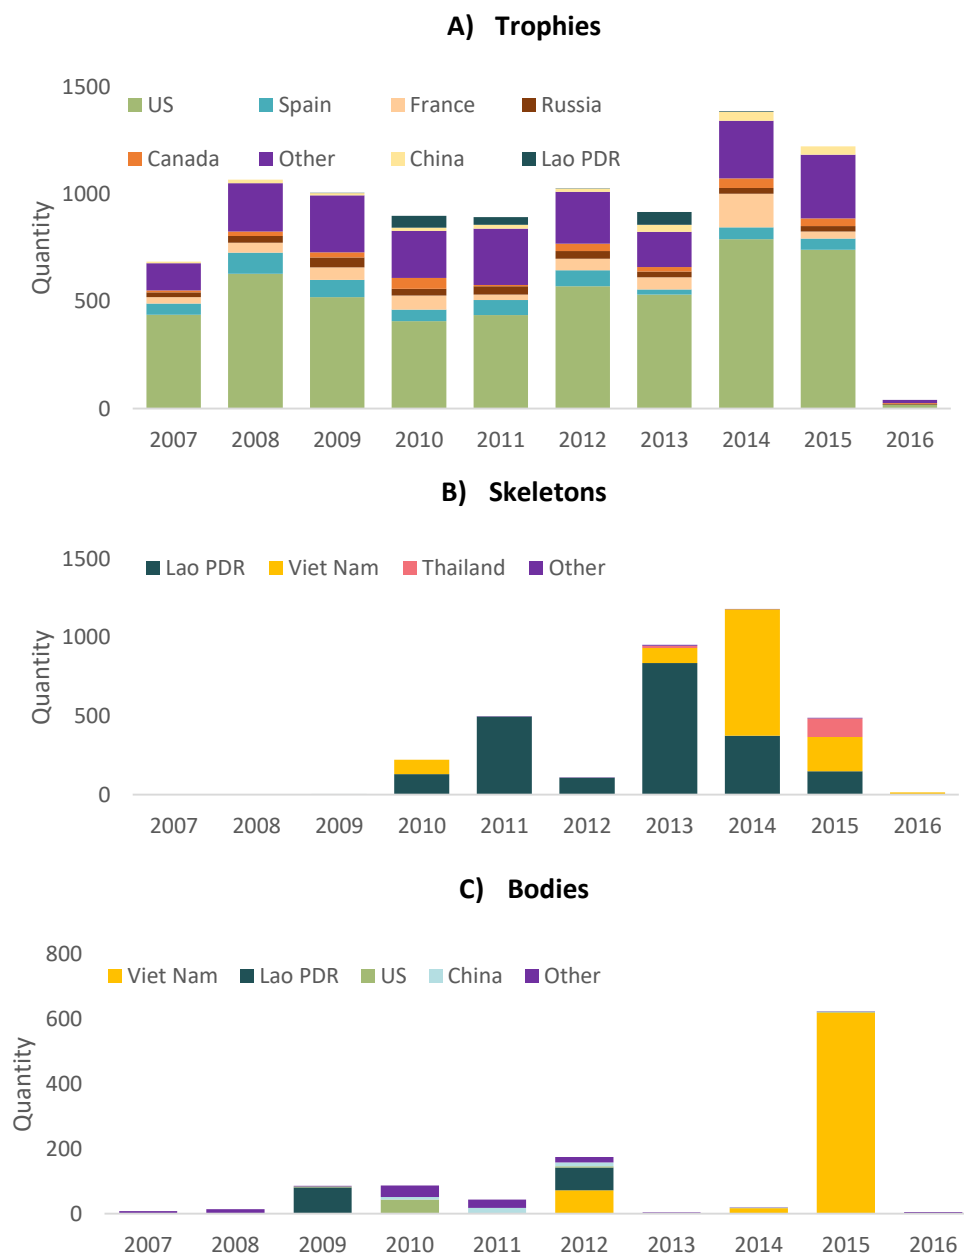 A) Trophies
1500
US Spain France Russia
Canada Other China Lao PDR
1000
Quantity
500
0
2007 2008 2009 2010 2011 2012 2013 2014 2015 2016
B) Skeletons
1500
Lao PDR Viet Nam Thailand Other
1000
Quantity
500
0
2007 2008 2009 2010 2011 2012 2013 2014 2015 2016
C) Bodies
800
Viet Nam Lao PDR US China Other
600
Quantity
400
200
0
2007 2008 2009 2010 2011 2012 2013 2014 2015 2016